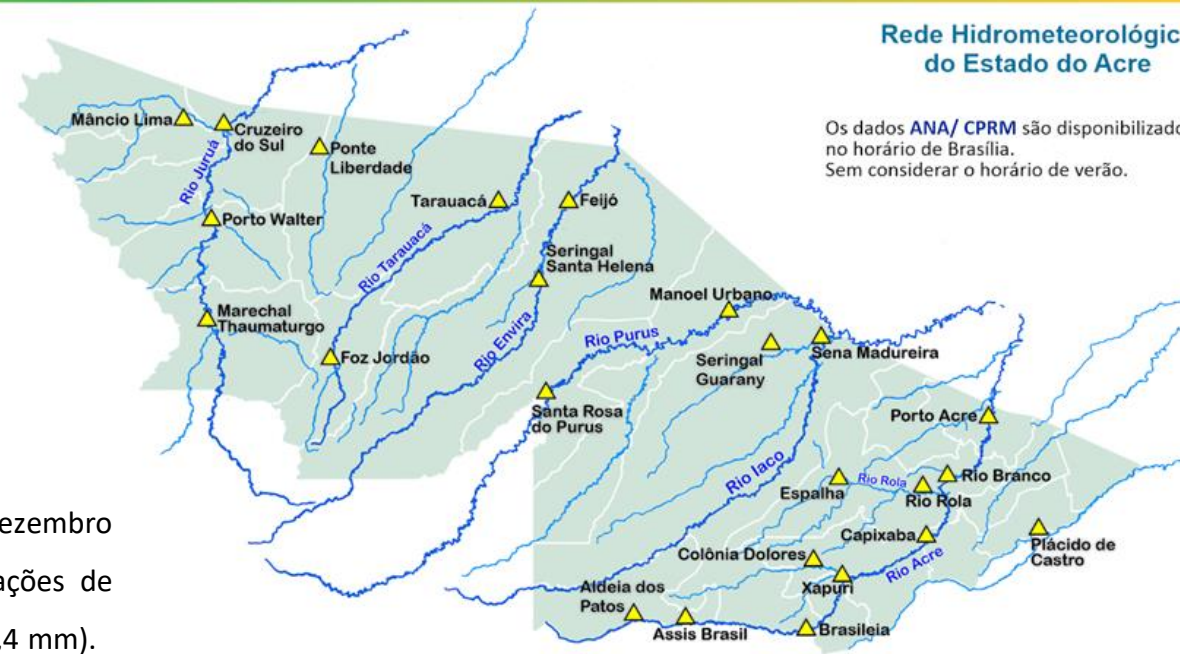 Rede Hidrometeorológic
do Estado do Acre
Os dados ANA/ CPRM são disponibilizado
no horário de Brasília.
Sem considerar o horário de verão.
Mâncio Lima
Cruzeiro
do Sul
Ponte
Liberdade
Rio Juruá
Tarauacá
Feijó
Porto Walter
Rio Tarauacá
Seringal
Santa Helena
Manoel Urbano
Marechal
Thaumaturgo
Rio Envira
Rio Purus
Foz Jordão
Seringal
Guarany
Sena Madureira
Santa Rosa
do Purus
Porto Acre
Rio Iaco
Espalha
Rio Rola
Rio Branco
Rio Rola
Capixaba
Plácido de
Castro
Colônia Dolores
Rio Acre
Xapuri
Aldeia dos
Patos
Assis Brasil
Brasileia
ezembro
ações de
,4 mm).